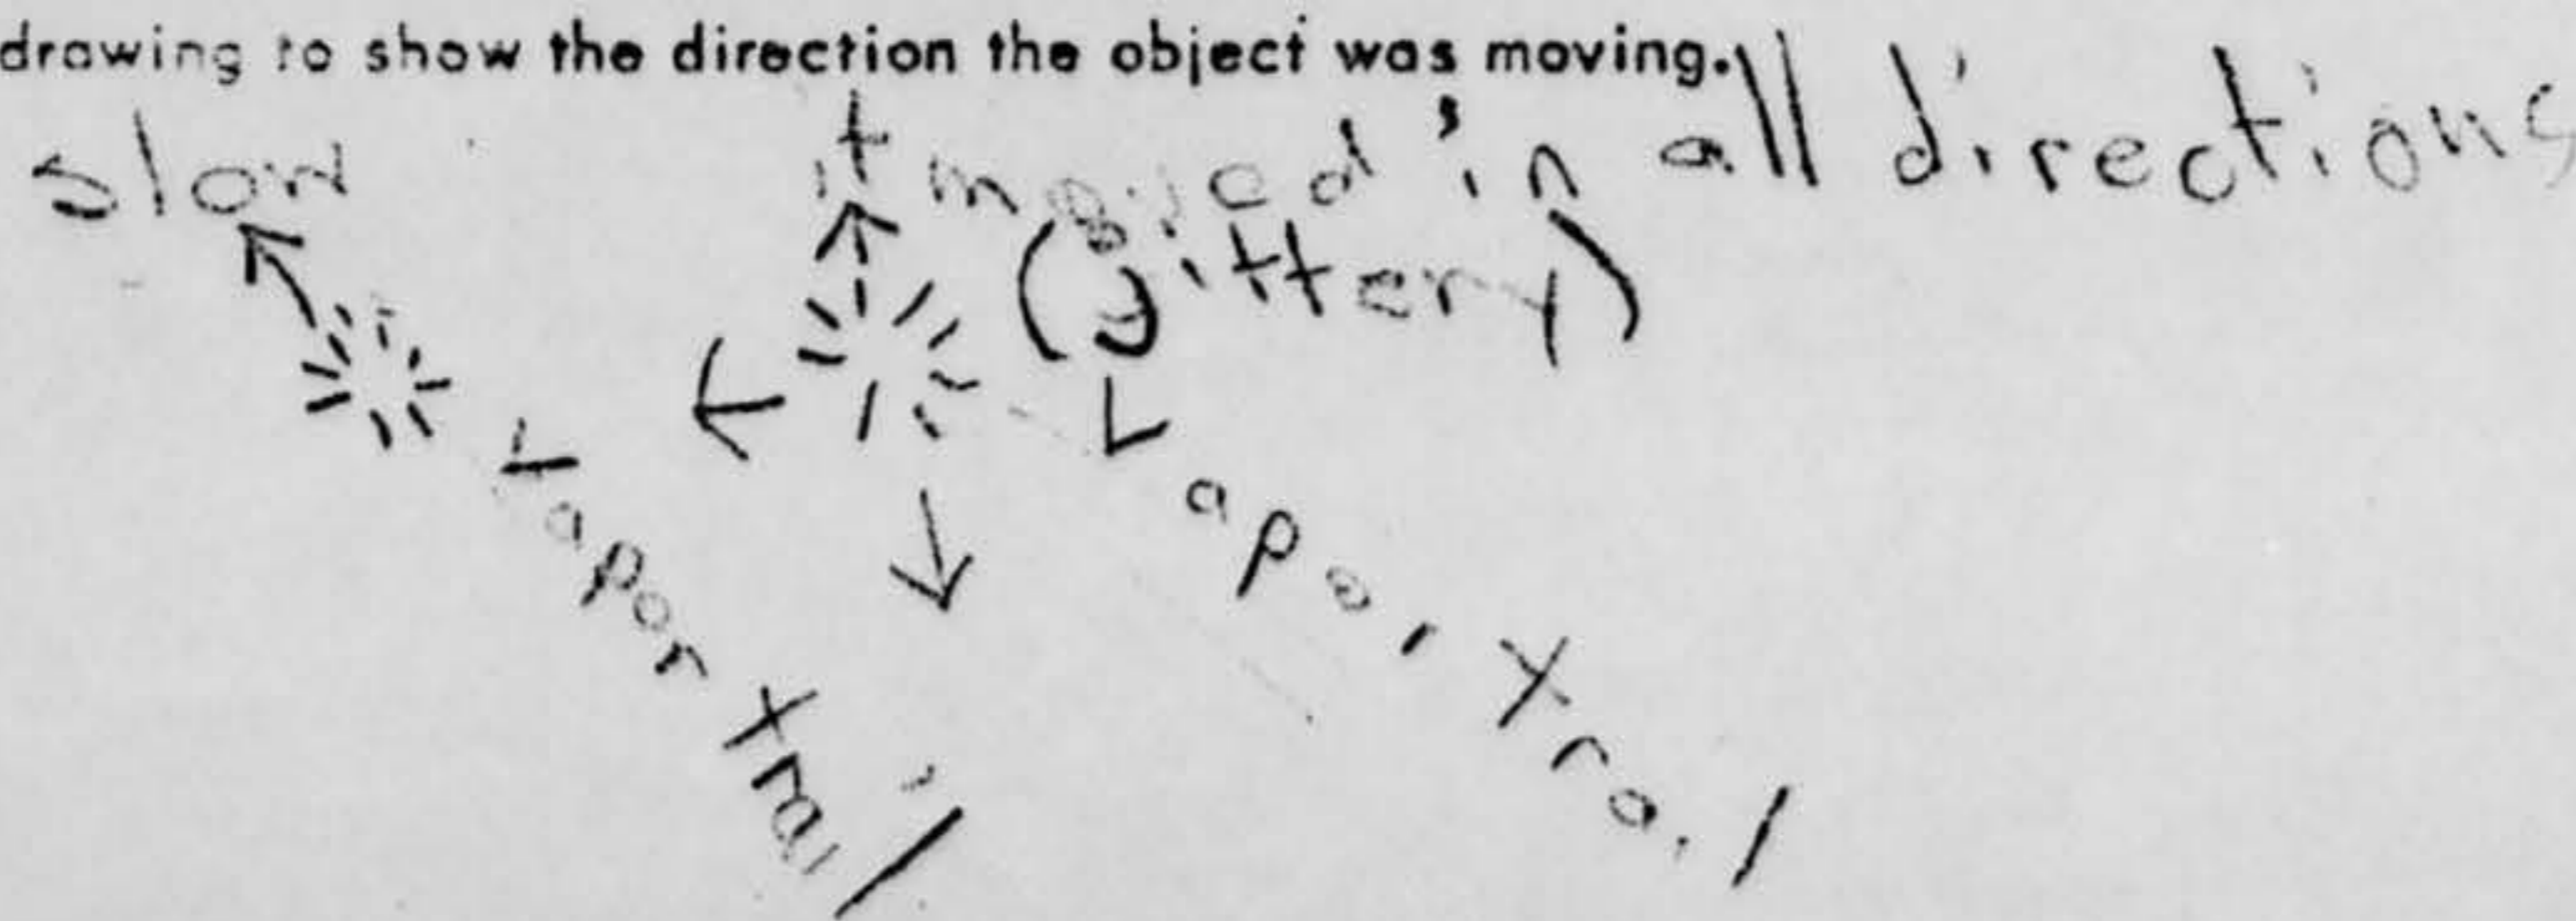 drawing to show the direction the object was moving.
slow
it moved in all directions
(jittery)
vapor trail
vapor trail